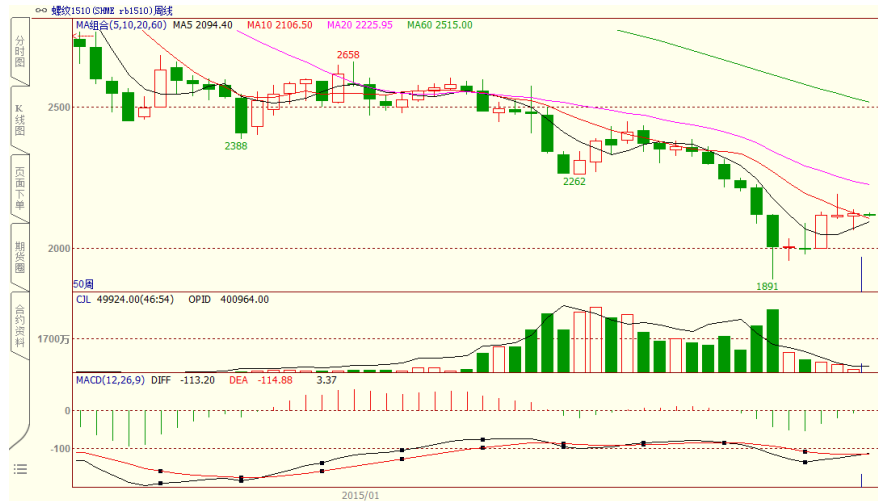 螺纹1510(SHME rb1510)周线
MA组合(5,10,20,60) MA5 2094.40 MA10 2106.50 MA20 2225.95 MA60 2515.00
分时图
K线图
页面下单
期货圈
合约资料
2658
2500
2388
2262
2000
1891
50周
CJL 49924.00(46:54) OPID 400964.00
1700万
MACD(12,26,9) DIFF -113.20 DEA -114.88 3.37
0
-100
2015/01